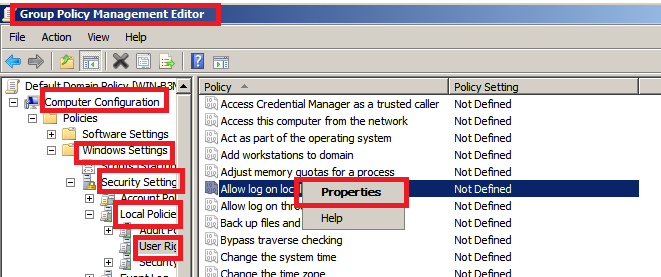 Group Policy Management Editor
File Action View Help
Default Domain Policy [WIN-B3N
Computer Configuration
Policies
Software Settings
Windows Settings
Scripts (Startu
Security Setting
Account Poli
Local Policie
Audit Po
User Rig
Security
Event Log
Policy Policy Setting
Access Credential Manager as a trusted caller Not Defined
Access this computer from the network Not Defined
Act as part of the operating system Not Defined
Add workstations to domain Not Defined
Adjust memory quotas for a process Not Defined
Allow log on loc Not Defined
Allow log on thro Not Defined
Back up files and Not Defined
Bypass traverse checking Not Defined
Change the system time Not Defined
Change the time zone Not Defined
Properties
Help